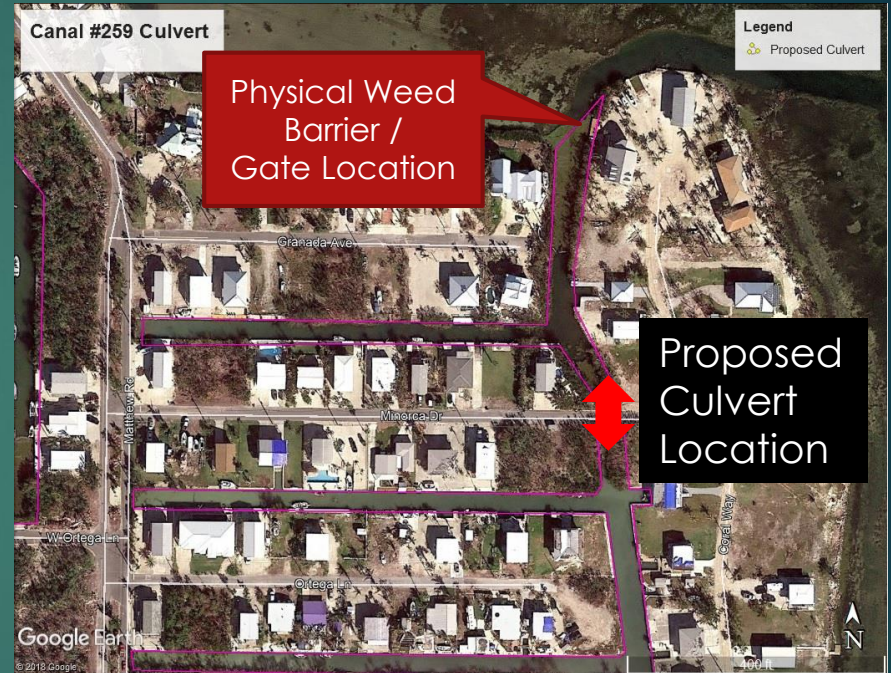 Canal #259 Culvert
Legend
Proposed Culvert
Physical Weed
Barrier /
Gate Location
Granada Ave
Matthew Rd
Minorca Dr
Proposed
Culvert
Location
W Ortega Ln
Coral Way
Ortega Ln
Google Earth
© 2018 Google
400 ft
N